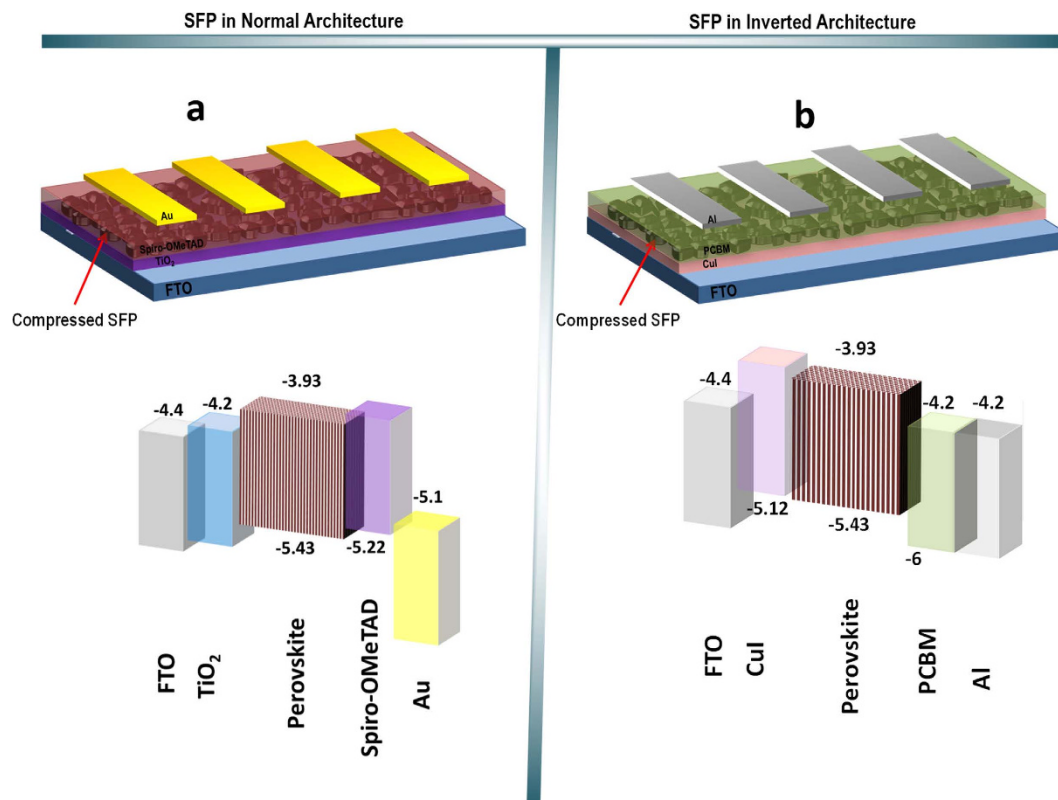 SFP in Normal Architecture
SFP in Inverted Architecture
a
Au
Spiro-OMeTAD
TiO2
FTO
Compressed SFP
-4.4
-4.2
-3.93
-5.43
-5.22
-5.1
FTO
TiO2
Perovskite
Spiro-OMeTAD
Au
b
Al
PCBM
CuI
FTO
Compressed SFP
-4.4
-5.12
-3.93
-5.43
-4.2
-4.2
-6
FTO
CuI
Perovskite
PCBM
Al